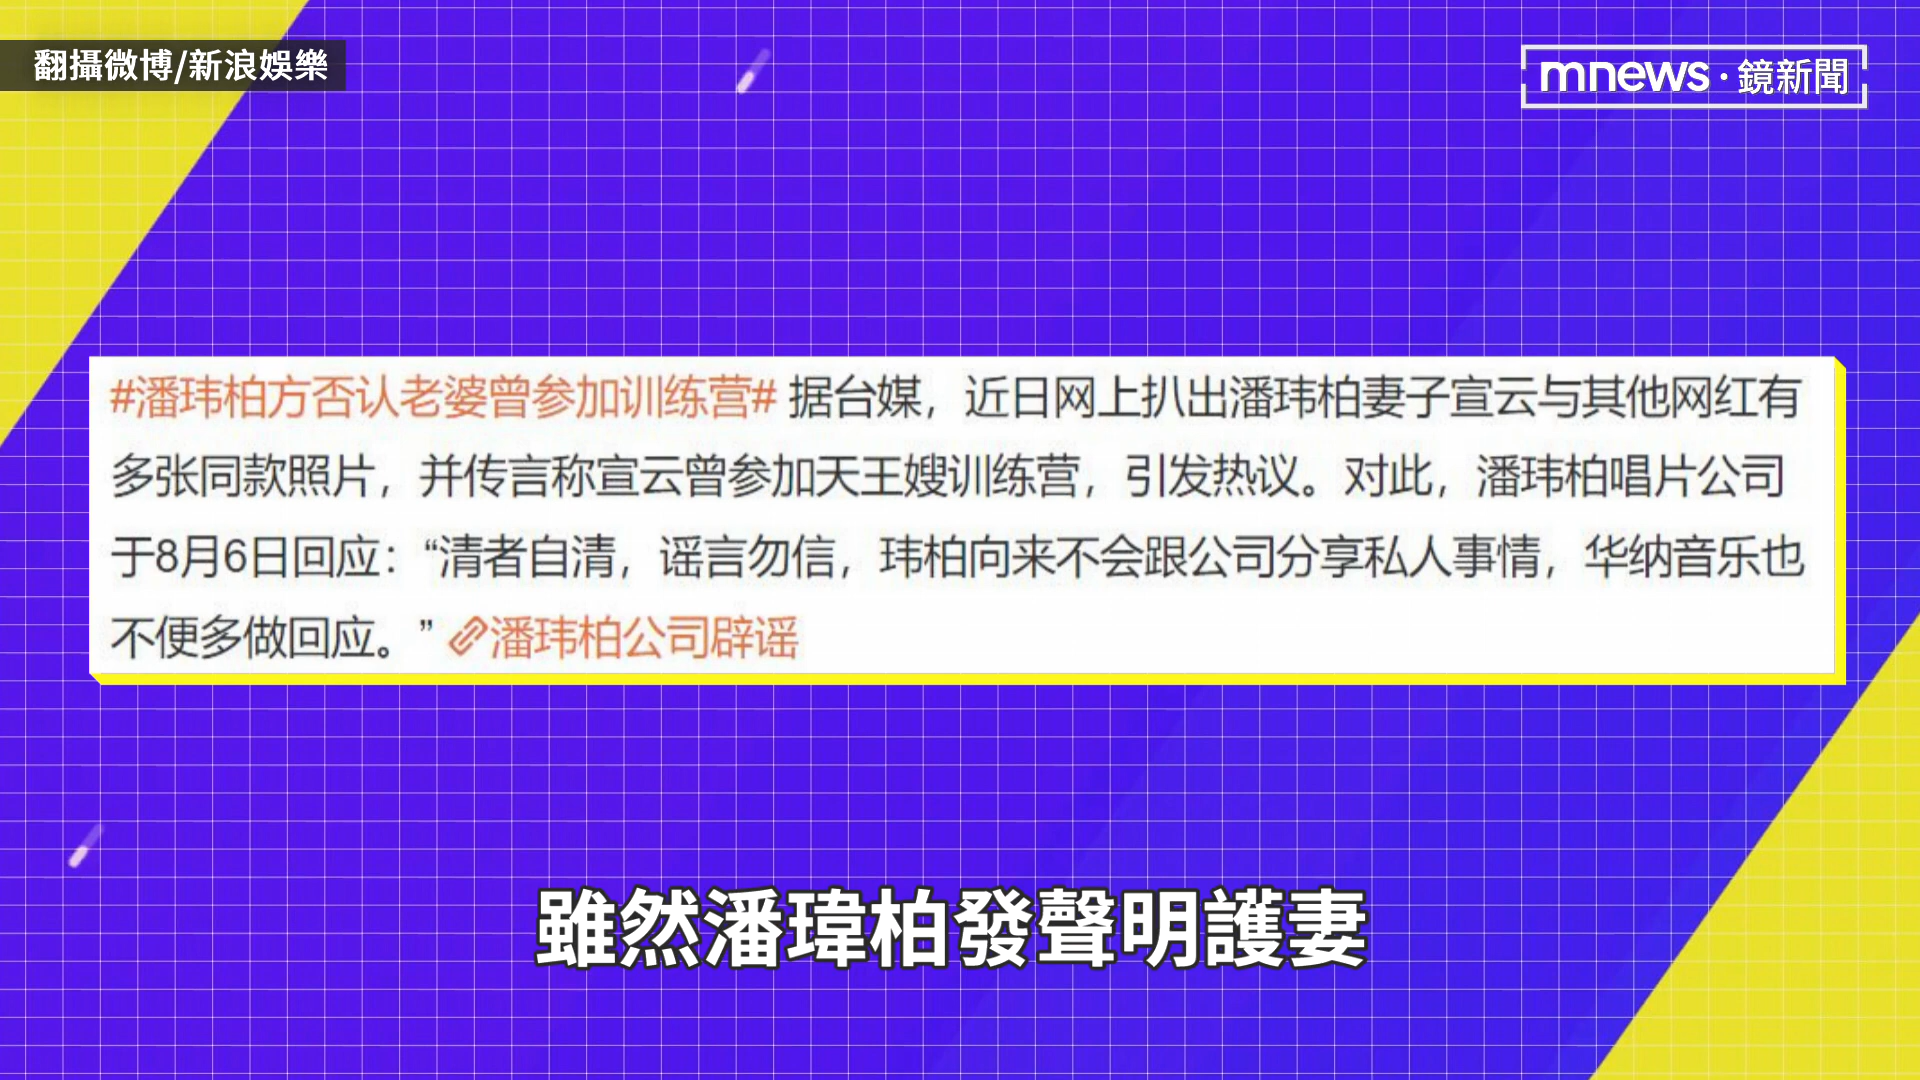 翻攝微博/新浪娛樂
mnews·鏡新聞
#潘玮柏方否认老婆曾参加训练营# 据台媒，近日网上扒出潘玮柏妻子宣云与其他网红有
多张同款照片，并传言称宣云曾参加天王嫂训练营，引发热议。对此，潘玮柏唱片公司
于8月6日回应：“清者自清，谣言勿信，玮柏向来不会跟公司分享私人事情，华纳音乐也
不便多做回应。” 潘玮柏公司辟谣
雖然潘瑋柏發聲明護妻